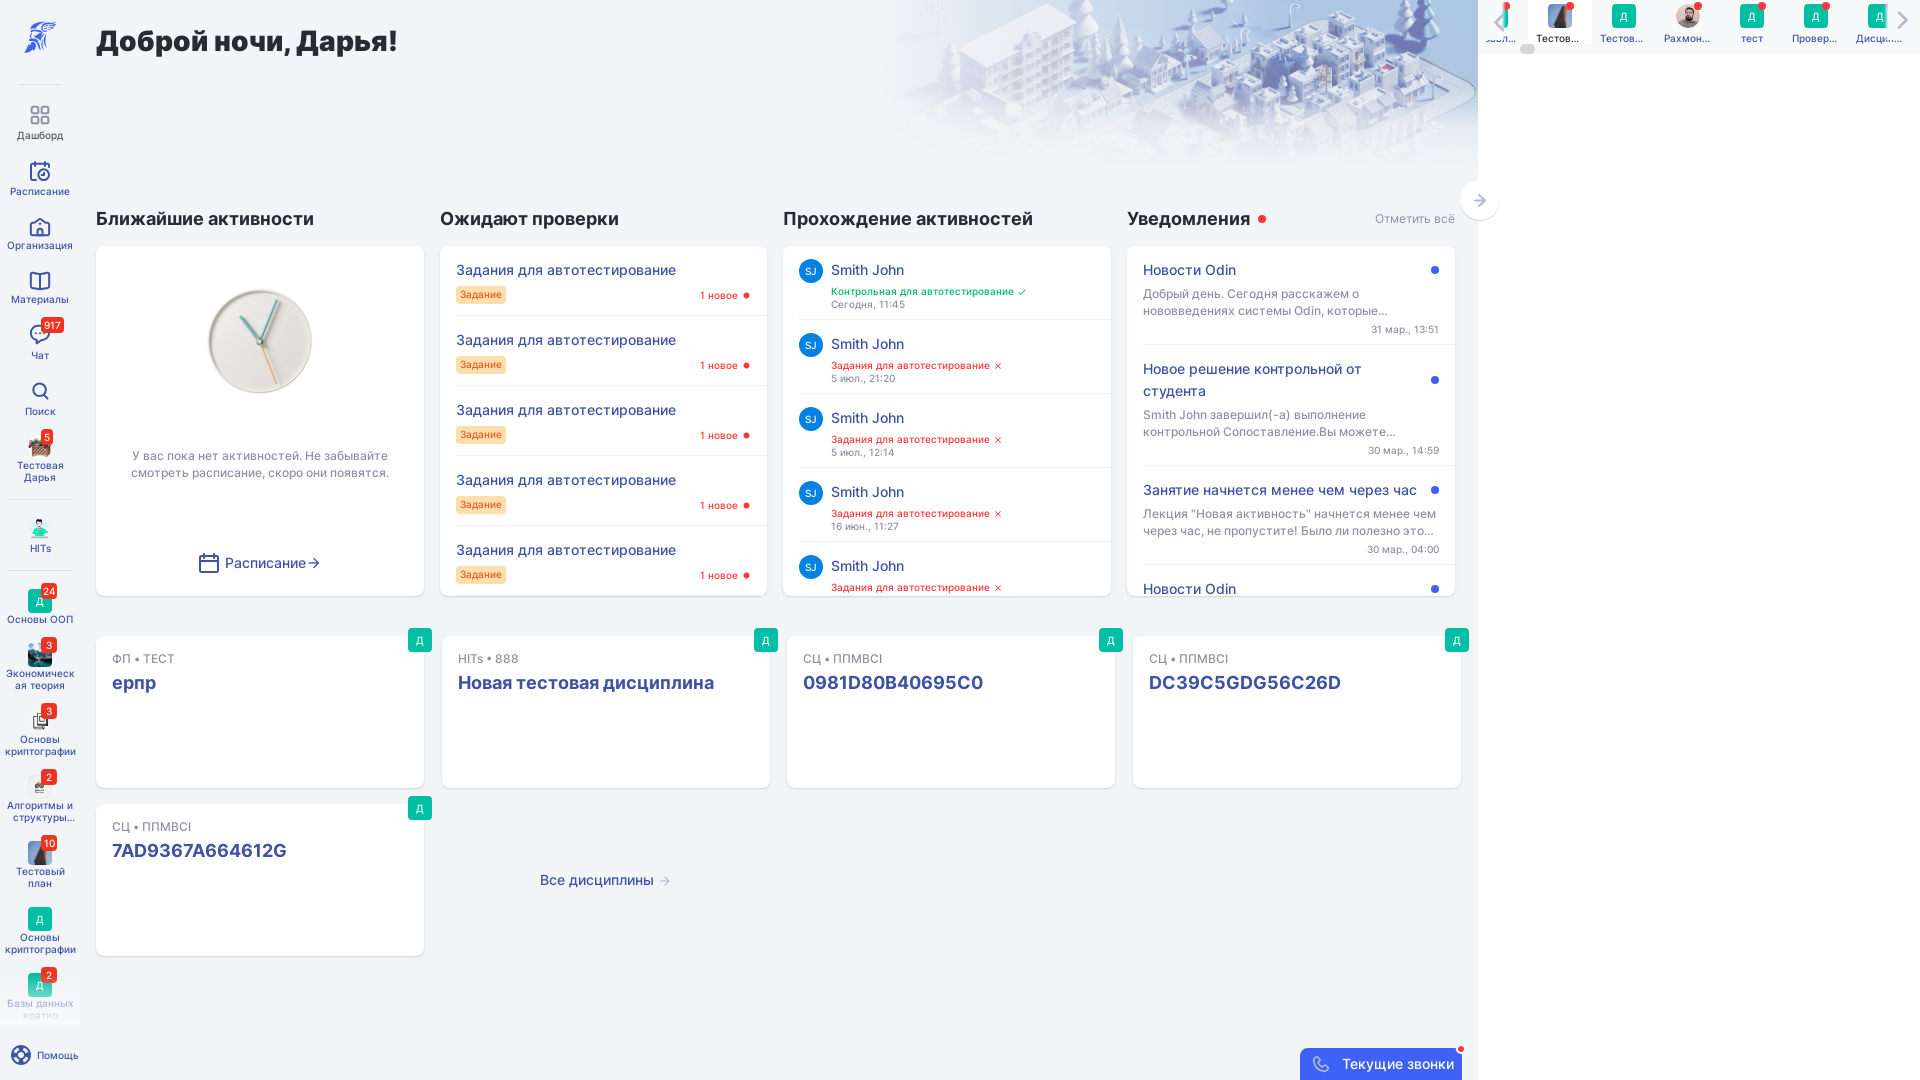 Доброй ночи, Дарья!
Дашборд
Расписание
Организация
Материалы
917
Чат
Поиск
5
Тестовая
Дарья
HITs
24
Д
Основы ООП
3
Экономическ
ая теория
3
Основы
криптографии
2
Алгоритмы и
структуры...
10
Тестовый
план
Д
Основы
криптографии
2
Д
Базы данных
кратко
Помощь
Ближайшие активности
У вас пока нет активностей. Не забывайте
смотреть расписание, скоро они появятся.
Расписание
Ожидают проверки
Задания для автотестирование
Задание
1 новое
Задания для автотестирование
Задание
1 новое
Задания для автотестирование
Задание
1 новое
Задания для автотестирование
Задание
1 новое
Задания для автотестирование
Задание
1 новое
Прохождение активностей
SJ
Smith John
Контрольная для автотестирование
Сегодня, 11:45
SJ
Smith John
Задания для автотестирование
5 июл., 21:20
SJ
Smith John
Задания для автотестирование
5 июл., 12:14
SJ
Smith John
Задания для автотестирование
16 июн., 11:27
SJ
Smith John
Задания для автотестирование
Уведомления
Отметить всё
Новости Odin
Добрый день. Сегодня расскажем о
нововведениях системы Odin, которые...
31 мар., 13:51
Новое решение контрольной от
студента
Smith John завершил(-а) выполнение
контрольной Сопоставление.Вы можете...
30 мар., 14:59
Занятие начнется менее чем через час
Лекция "Новая активность" начнется менее чем
через час, не пропустите! Было ли полезно это...
30 мар., 04:00
Новости Odin
Д
ФП • ТЕСТ
ерпр
Д
HITs • 888
Новая тестовая дисциплина
Д
СЦ • ППМВСІ
0981D80B40695C0
Д
СЦ • ППМВСІ
DC39C5GDG56C26D
Д
СЦ • ППМВСІ
7AD9367A664612G
Все дисциплины
Тестов...
Д
Тестов...
Рахмон...
Д
тест
Д
Провер...
Д
Дисцип...
Текущие звонки